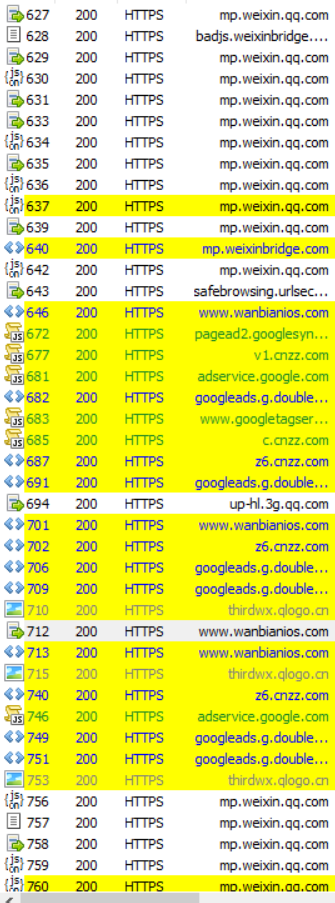 627 200 HTTPS mp.weixin.qq.com
628 200 HTTPS badjs.weixinbridge....
629 200 HTTPS mp.weixin.qq.com
630 200 HTTPS mp.weixin.qq.com
631 200 HTTPS mp.weixin.qq.com
633 200 HTTPS mp.weixin.qq.com
634 200 HTTPS mp.weixin.qq.com
635 200 HTTPS mp.weixin.qq.com
636 200 HTTPS mp.weixin.qq.com
637 200 HTTPS mp.weixin.qq.com
639 200 HTTPS mp.weixin.qq.com
640 200 HTTPS mp.weixinbridge.com
642 200 HTTPS mp.weixin.qq.com
643 200 HTTPS safebrowsing.urlsec...
646 200 HTTPS www.wanbianios.com
672 200 HTTPS pagead2.googlesyn...
677 200 HTTPS v1.cnzz.com
681 200 HTTPS adservice.google.com
682 200 HTTPS googleads.g.double...
683 200 HTTPS www.googletagser...
685 200 HTTPS c.cnzz.com
687 200 HTTPS z6.cnzz.com
691 200 HTTPS googleads.g.double...
694 200 HTTPS up-hl.3g.qq.com
701 200 HTTPS www.wanbianios.com
702 200 HTTPS z6.cnzz.com
706 200 HTTPS googleads.g.double...
709 200 HTTPS googleads.g.double...
710 200 HTTPS thirdwx.qlogo.cn
712 200 HTTPS www.wanbianios.com
713 200 HTTPS www.wanbianios.com
715 200 HTTPS thirdwx.qlogo.cn
740 200 HTTPS z6.cnzz.com
746 200 HTTPS adservice.google.com
749 200 HTTPS googleads.g.double...
751 200 HTTPS googleads.g.double...
753 200 HTTPS thirdwx.qlogo.cn
756 200 HTTPS mp.weixin.qq.com
757 200 HTTPS mp.weixin.qq.com
758 200 HTTPS mp.weixin.qq.com
759 200 HTTPS mp.weixin.qq.com
760 200 HTTPS mp.weixin.qq.com